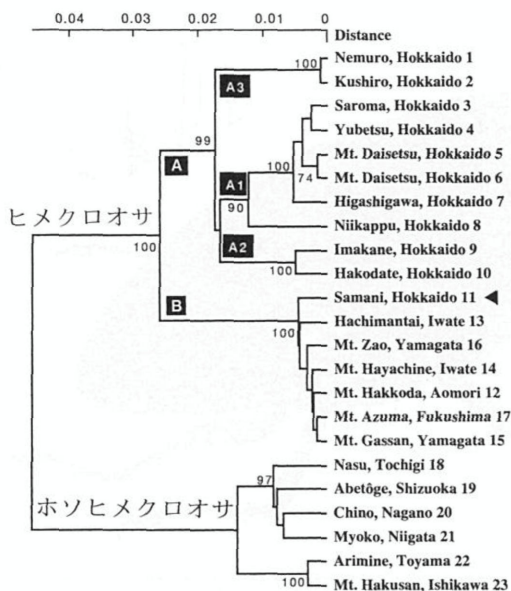 0.04 0.03 0.02 0.01 0
Distance
Nemuro, Hokkaido 1
100
Kushiro, Hokkaido 2
A3
Saroma, Hokkaido 3
99
Yubetsu, Hokkaido 4
A
Mt. Daisetsu, Hokkaido 5
100
A1
74
Mt. Daisetsu, Hokkaido 6
90
Higashigawa, Hokkaido 7
ヒメクロオサ
Niikappu, Hokkaido 8
100
A2
Imakane, Hokkaido 9
100
Hakodate, Hokkaido 10
B
Samani, Hokkaido 11
100
Hachimantai, Iwate 13
Mt. Zao, Yamagata 16
Mt. Hayachine, Iwate 14
Mt. Hakkoda, Aomori 12
Mt. Azuma, Fukushima 17
Mt. Gassan, Yamagata 15
Nasu, Tochigi 18
97
Abetôge, Shizuoka 19
ホソヒメクロオサ
Chino, Nagano 20
Myoko, Niigata 21
Arimine, Toyama 22
100
Mt. Hakusan, Ishikawa 23